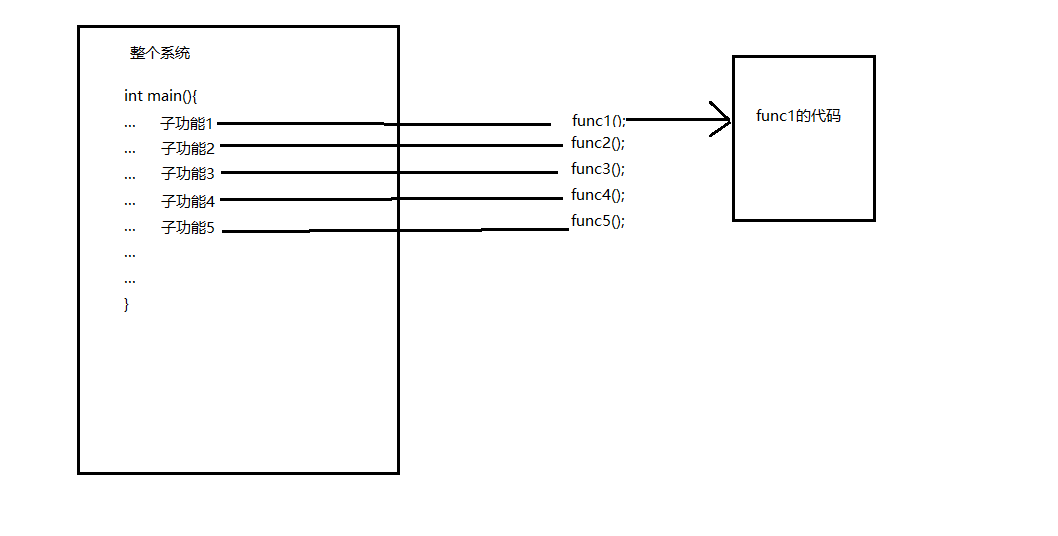 整个系统
int main(){
... 子功能1
... 子功能2
... 子功能3
... 子功能4
... 子功能5
...
...
}
func1();
func2();
func3();
func4();
func5();
func1的代码